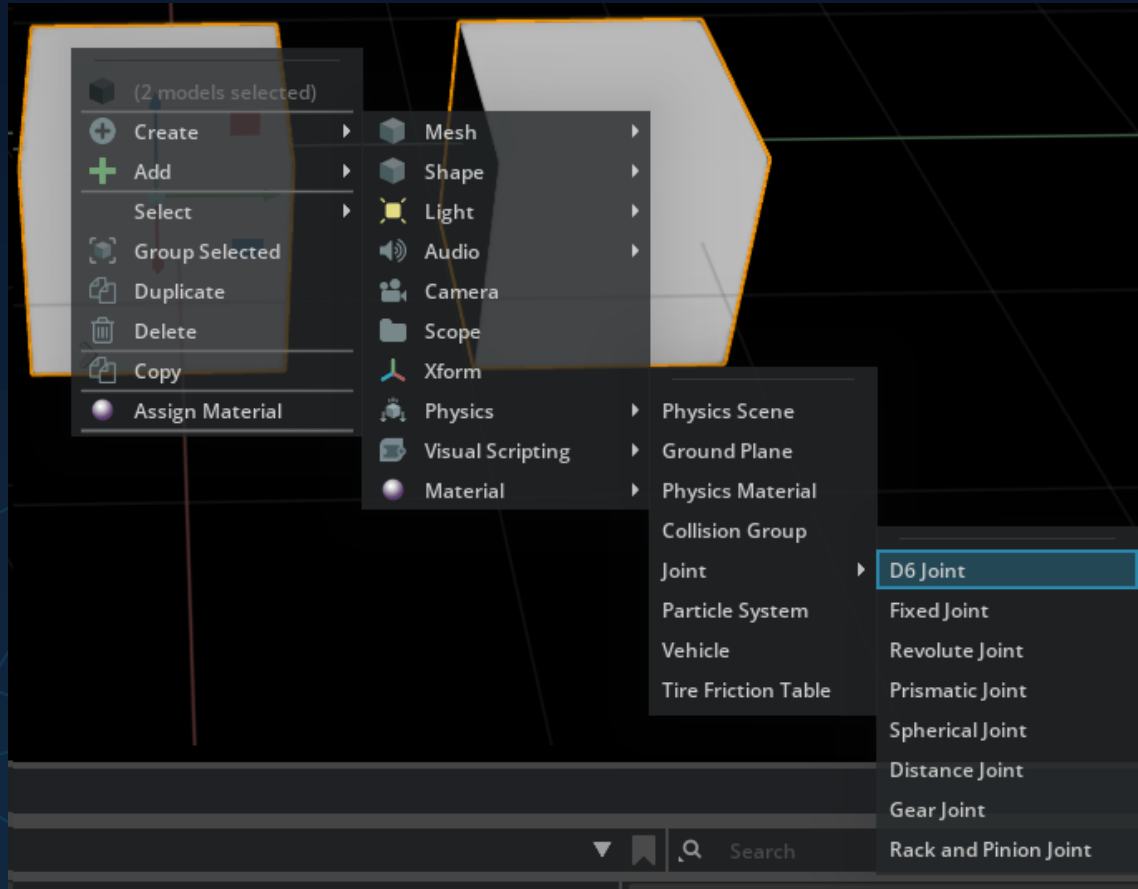 (2 models selected)
Create
Add
Select
Group Selected
Duplicate
Delete
Copy
Assign Material
Mesh
Shape
Light
Audio
Camera
Scope
Xform
Physics
Visual Scripting
Material
Physics Scene
Ground Plane
Physics Material
Collision Group
Joint
Particle System
Vehicle
Tire Friction Table
D6 Joint
Fixed Joint
Revolute Joint
Prismatic Joint
Spherical Joint
Distance Joint
Gear Joint
Rack and Pinion Joint
Search